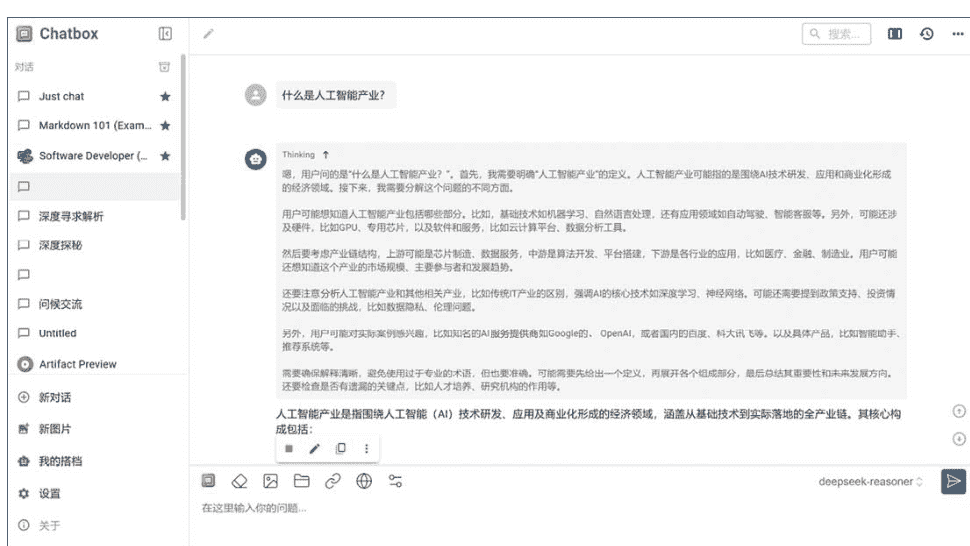 Chatbox
搜索...
对话
Just chat
Markdown 101 (Exam...
Software Developer (...
深度寻求解析
深度探秘
问候交流
Untitled
Artifact Preview
新对话
新图片
我的搭档
设置
关于
什么是人工智能产业?
Thinking ↑
嗯,用户问的是"什么是人工智能产业?"。首先,我需要明确"人工智能产业"的定义。人工智能产业可能指的是围绕AI技术研发、应用和商业化形成
的经济领域。接下来,我需要分解这个问题的不同方面。
用户可能想知道人工智能产业包括哪些部分。比如,基础技术如机器学习、自然语言处理,还有应用领域如自动驾驶、智能客服等。另外,可能还涉
及硬件,比如GPU、专用芯片,以及软件和服务,比如云计算平台、数据分析工具。
然后要考虑产业链结构,上游可能是芯片制造、数据服务,中游是算法开发、平台搭建,下游是各行业的应用,比如医疗、金融、制造业。用户可能
还想知道这个产业的市场规模、主要参与者和发展趋势。
还要注意分析人工智能产业和其他相关产业,比如传统IT产业的区别,强调AI的核心技术如深度学习、神经网络。可能还需要提到政策支持、投资情
况以及面临的挑战,比如数据隐私、伦理问题。
另外,用户可能对实际案例感兴趣,比如知名的AI服务提供商如Google的、 OpenAI,或者国内的百度、科大讯飞等。以及具体产品,比如智能助手、
推荐系统等。
需要确保解释清晰,避免使用过于专业的术语,但也要准确。可能需要先给出一个定义,再展开各个组成部分,最后总结其重要性和未来发展方向。
还要检查是否有遗漏的关键点,比如人才培养、研究机构的作用等。
人工智能产业是指围绕人工智能(AI)技术研发、应用及商业化形成的经济领域,涵盖从基础技术到实际落地的全产业链。其核心构
成包括:
deepseek-reasoner
在这里输入你的问题...